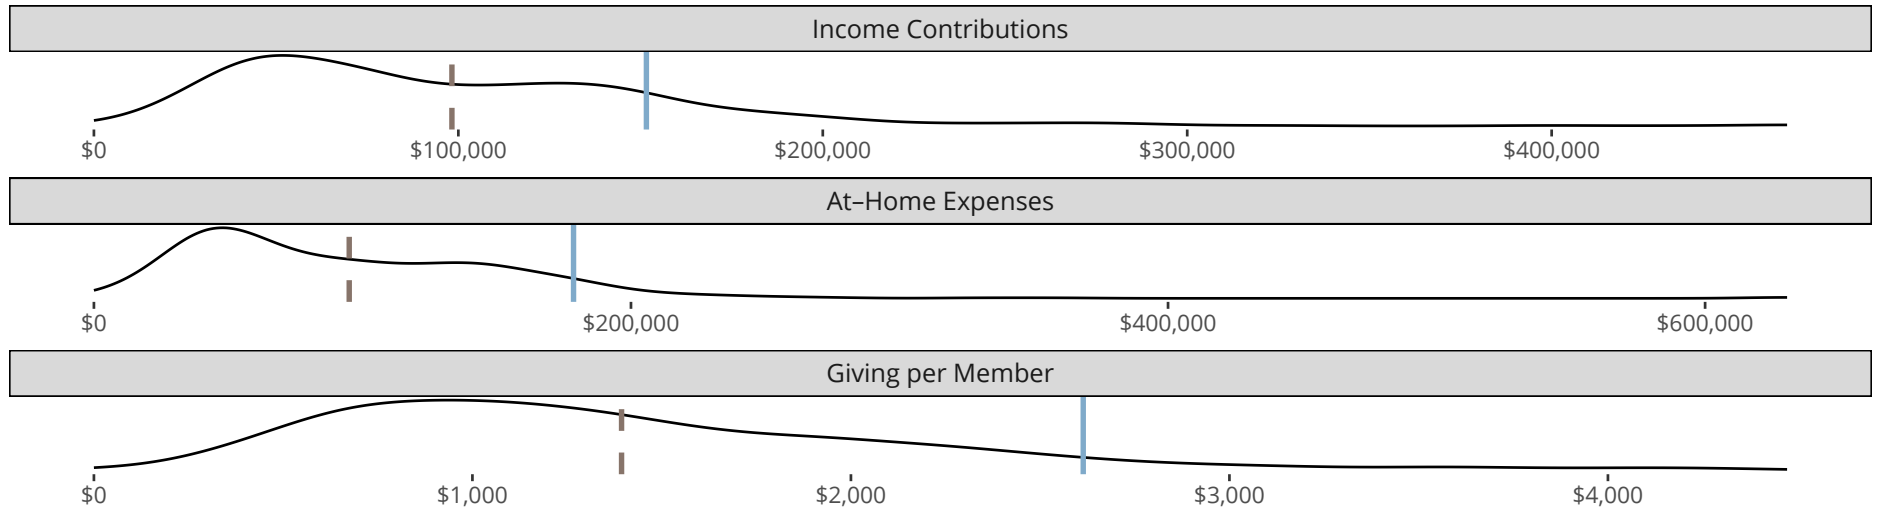 Income Contributions
$0 $100,000 $200,000 $300,000 $400,000
At–Home Expenses
$0 $200,000 $400,000 $600,000
Giving per Member
$0 $1,000 $2,000 $3,000 $4,000